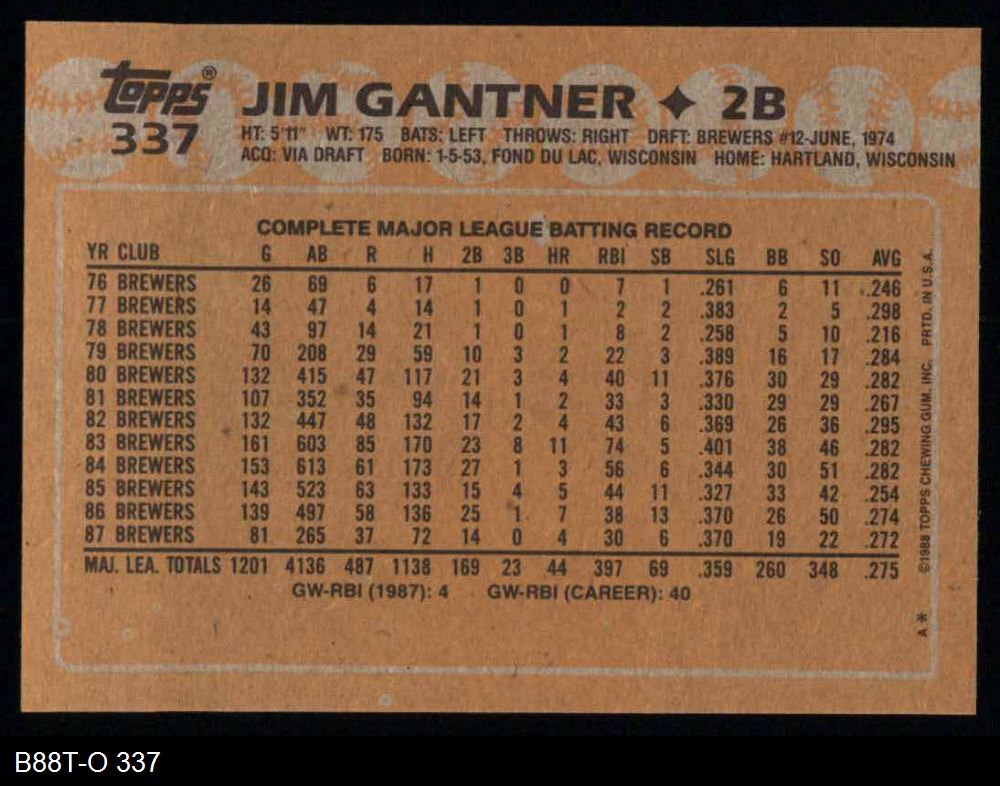 topps®
337
JIM GANTNER ✦ 2B
HT: 5'11" WT: 175 BATS: LEFT THROWS: RIGHT DRFT: BREWERS #12-JUNE, 1974
ACQ: VIA DRAFT BORN: 1-5-53, FOND DU LAC, WISCONSIN HOME: HARTLAND, WISCONSIN
COMPLETE MAJOR LEAGUE BATTING RECORD
YR CLUB G AB R H 2B 3B HR RBI SB SLG BB SO AVG
76 BREWERS 26 69 6 17 1 0 0 7 1 .261 6 11 .246
77 BREWERS 14 47 4 14 1 0 1 2 2 .383 2 5 .298
78 BREWERS 43 97 14 21 1 0 1 8 2 .258 5 10 .216
79 BREWERS 70 208 29 59 10 3 2 22 3 .389 16 17 .284
80 BREWERS 132 415 47 117 21 3 4 40 11 .376 30 29 .282
81 BREWERS 107 352 35 94 14 1 2 33 3 .330 29 29 .267
82 BREWERS 132 447 48 132 17 2 4 43 6 .369 26 36 .295
83 BREWERS 161 603 85 170 23 8 11 74 5 .401 38 46 .282
84 BREWERS 153 613 61 173 27 1 3 56 6 .344 30 51 .282
85 BREWERS 143 523 63 133 15 4 5 44 11 .327 33 42 .254
86 BREWERS 139 497 58 136 25 1 7 38 13 .370 26 50 .274
87 BREWERS 81 265 37 72 14 0 4 30 6 .370 19 22 .272
MAJ. LEA. TOTALS 1201 4136 487 1138 169 23 44 397 69 .359 260 348 .275
GW-RBI (1987): 4 GW-RBI (CAREER): 40
A* ©1988 TOPPS CHEWING GUM, INC. PRTD. IN U.S.A.
B88T-O 337